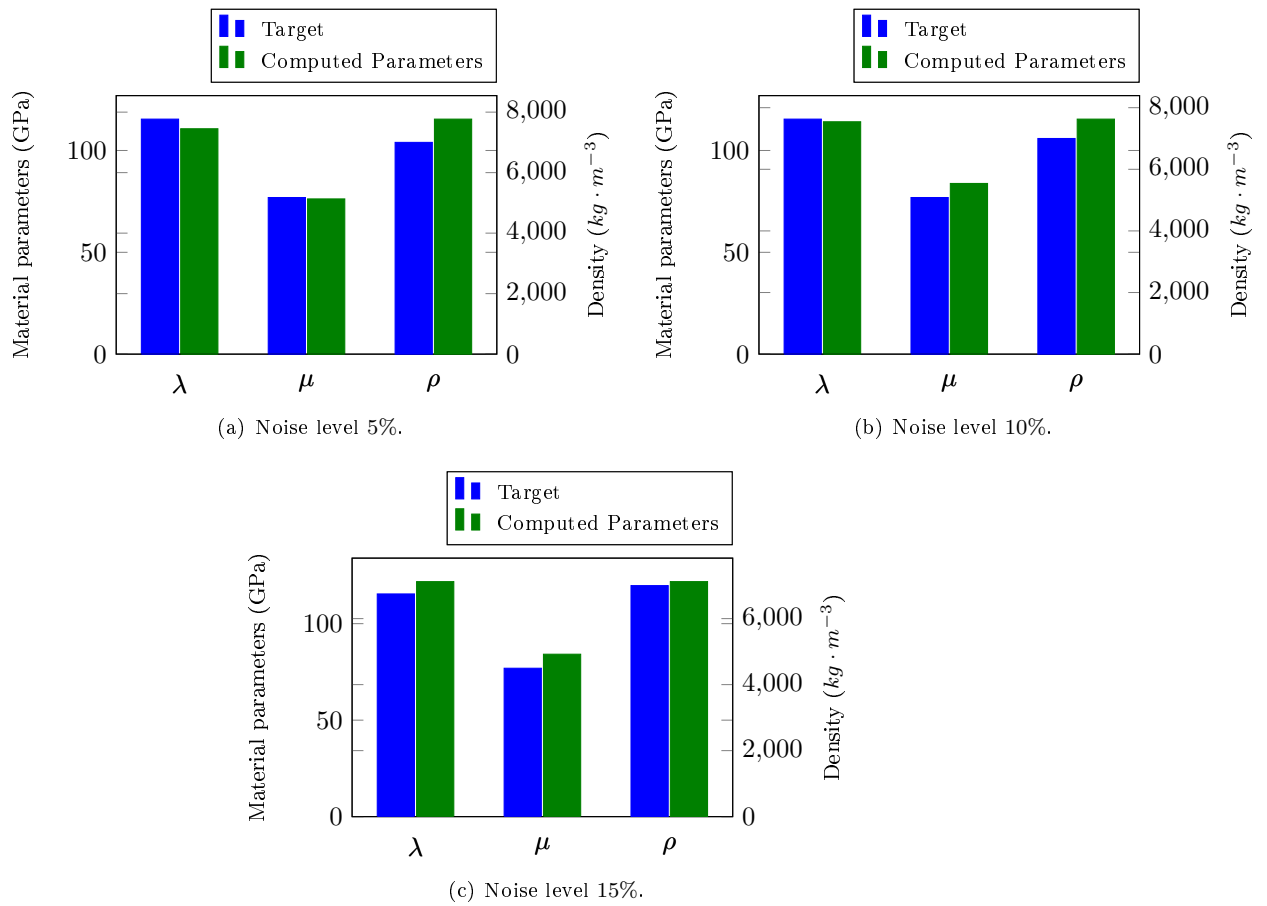 Target
Computed Parameters
Material parameters (GPa)
100
50
0
8,000
6,000
4,000
2,000
0
Density (kg · m⁻³)
λ
μ
ρ
(a) Noise level 5%.
Target
Computed Parameters
Material parameters (GPa)
100
50
0
8,000
6,000
4,000
2,000
0
Density (kg · m⁻³)
λ
μ
ρ
(b) Noise level 10%.
Target
Computed Parameters
Material parameters (GPa)
100
50
0
6,000
4,000
2,000
0
Density (kg · m⁻³)
λ
μ
ρ
(c) Noise level 15%.